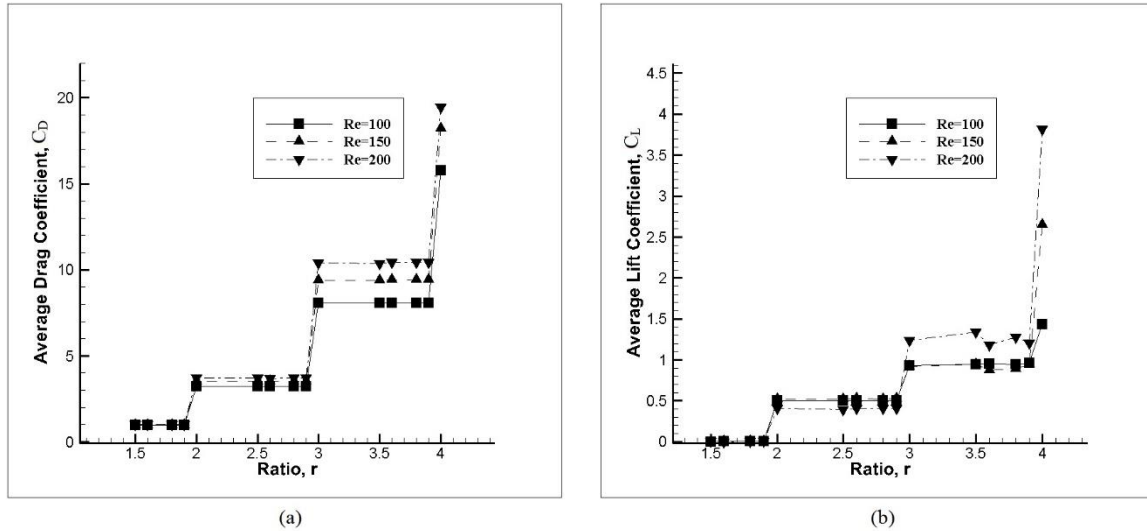 Average Drag Coefficient, C_D
20
15
10
5
0
Re=100
Re=150
Re=200
1.5 2 2.5 3 3.5 4
Ratio, r
(a)
Average Lift Coefficient, C_L
4.5
4
3.5
3
2.5
2
1.5
1
0.5
0
Re=100
Re=150
Re=200
1.5 2 2.5 3 3.5 4
Ratio, r
(b)